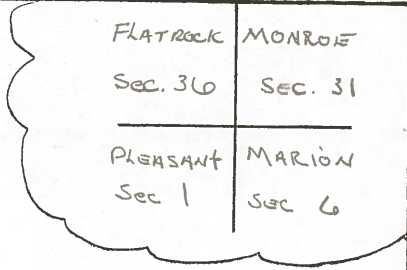 FLATROCK MONROE
Sec. 36 SEC. 31
PLEASANT MARION
Sec 1 SEC 6